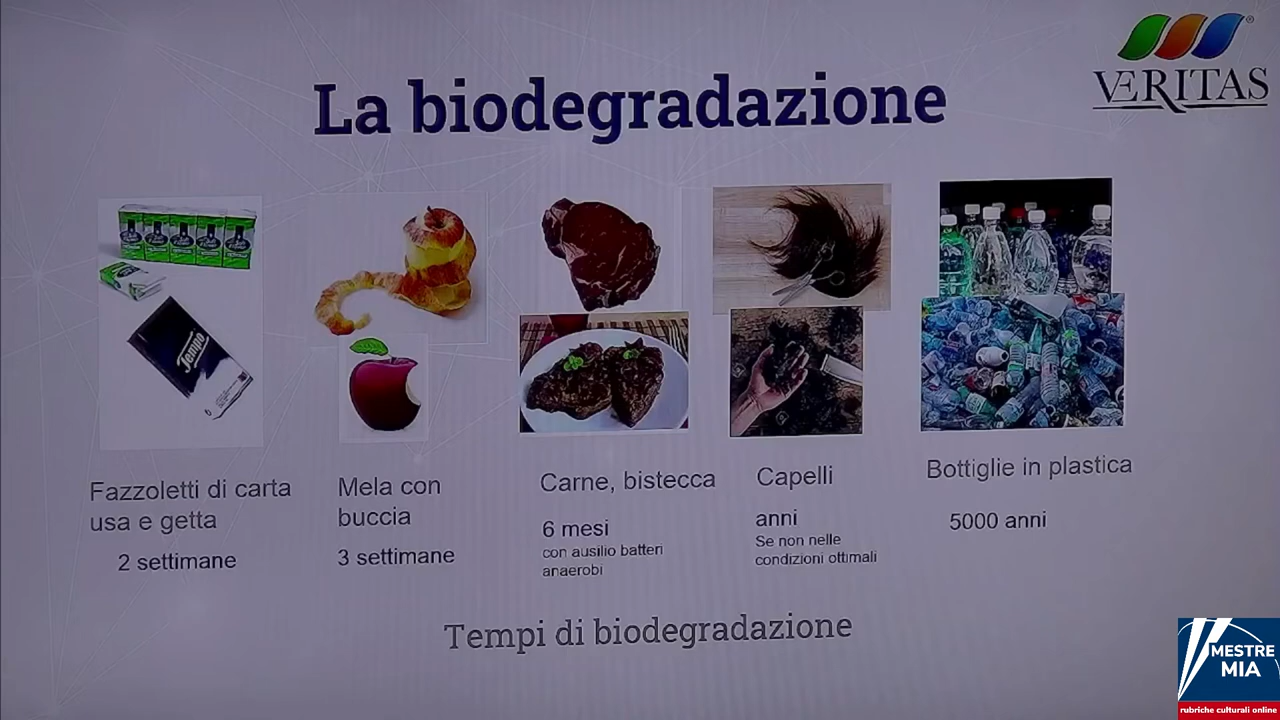 VERITAS
La biodegradazione
Tempo
Fazzoletti di carta
usa e getta
2 settimane
Mela con
buccia
3 settimane
Carne, bistecca
6 mesi
con ausilio batteri
anaerobi
Capelli
anni
Se non nelle
condizioni ottimali
Bottiglie in plastica
5000 anni
Tempi di biodegradazione
MESTRE
MIA
rubriche culturali online